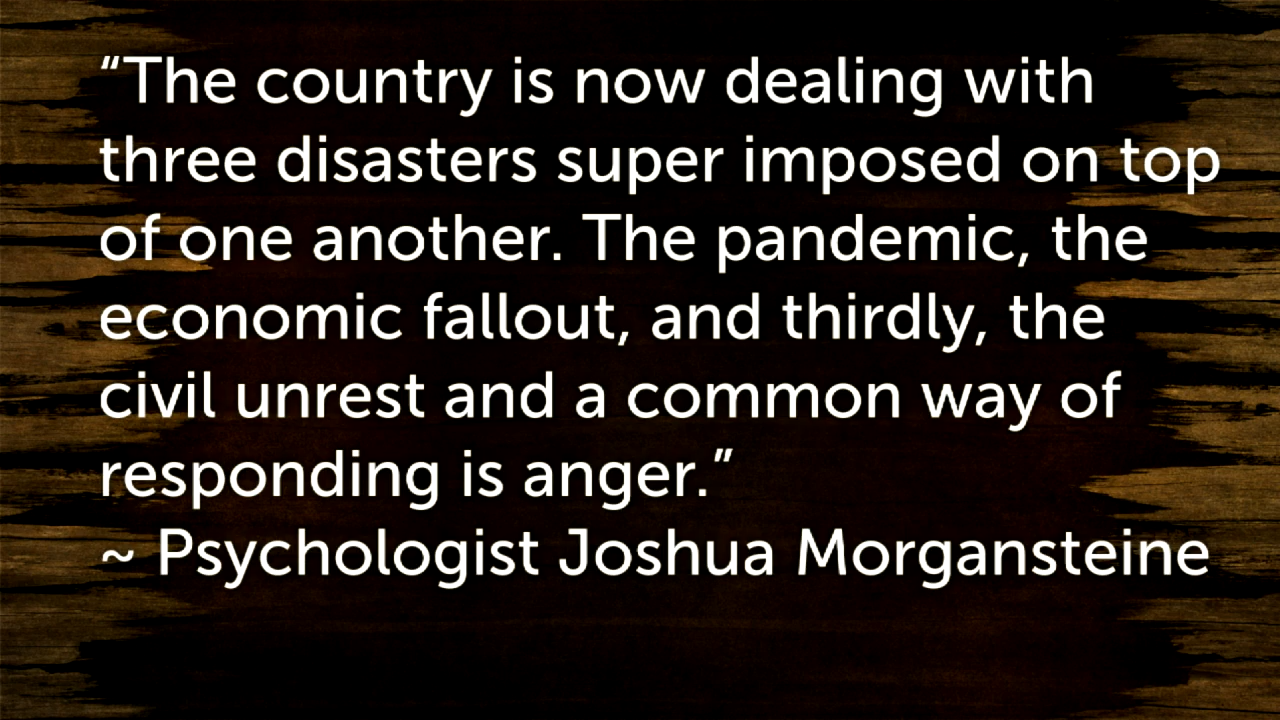 “The country is now dealing with
three disasters super imposed on top
of one another. The pandemic, the
economic fallout, and thirdly, the
civil unrest and a common way of
responding is anger.”
~ Psychologist Joshua Morgansteine